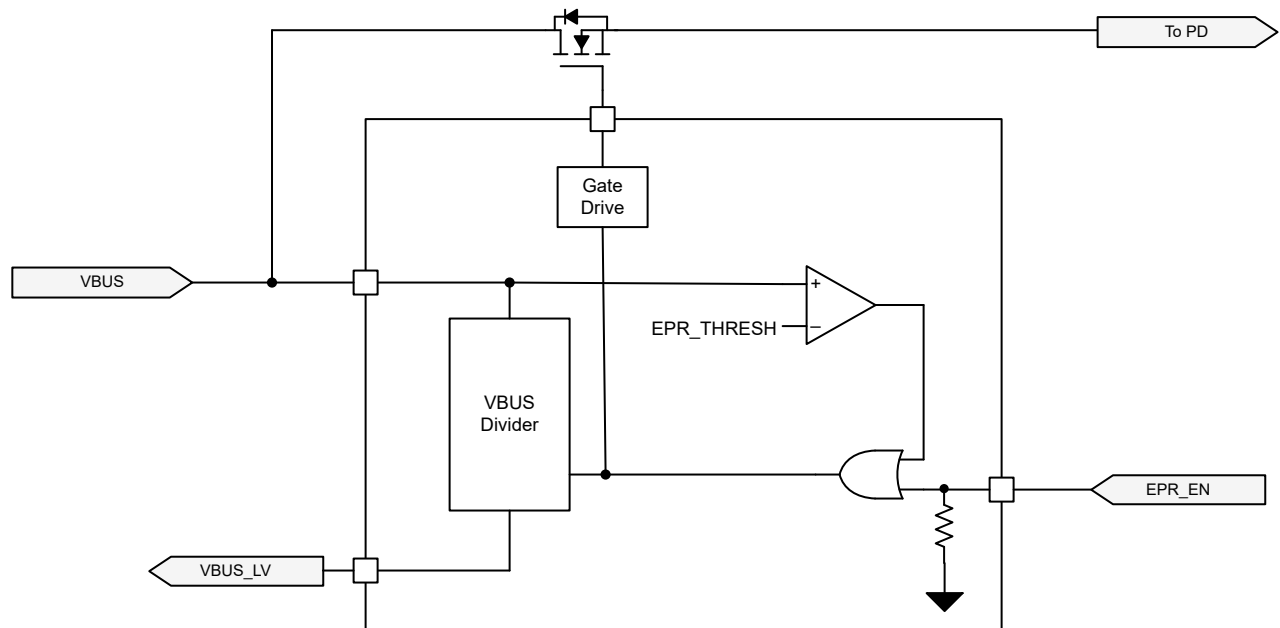 To PD
Gate
Drive
VBUS
+
EPR_THRESH
–
VBUS
Divider
EPR_EN
VBUS_LV